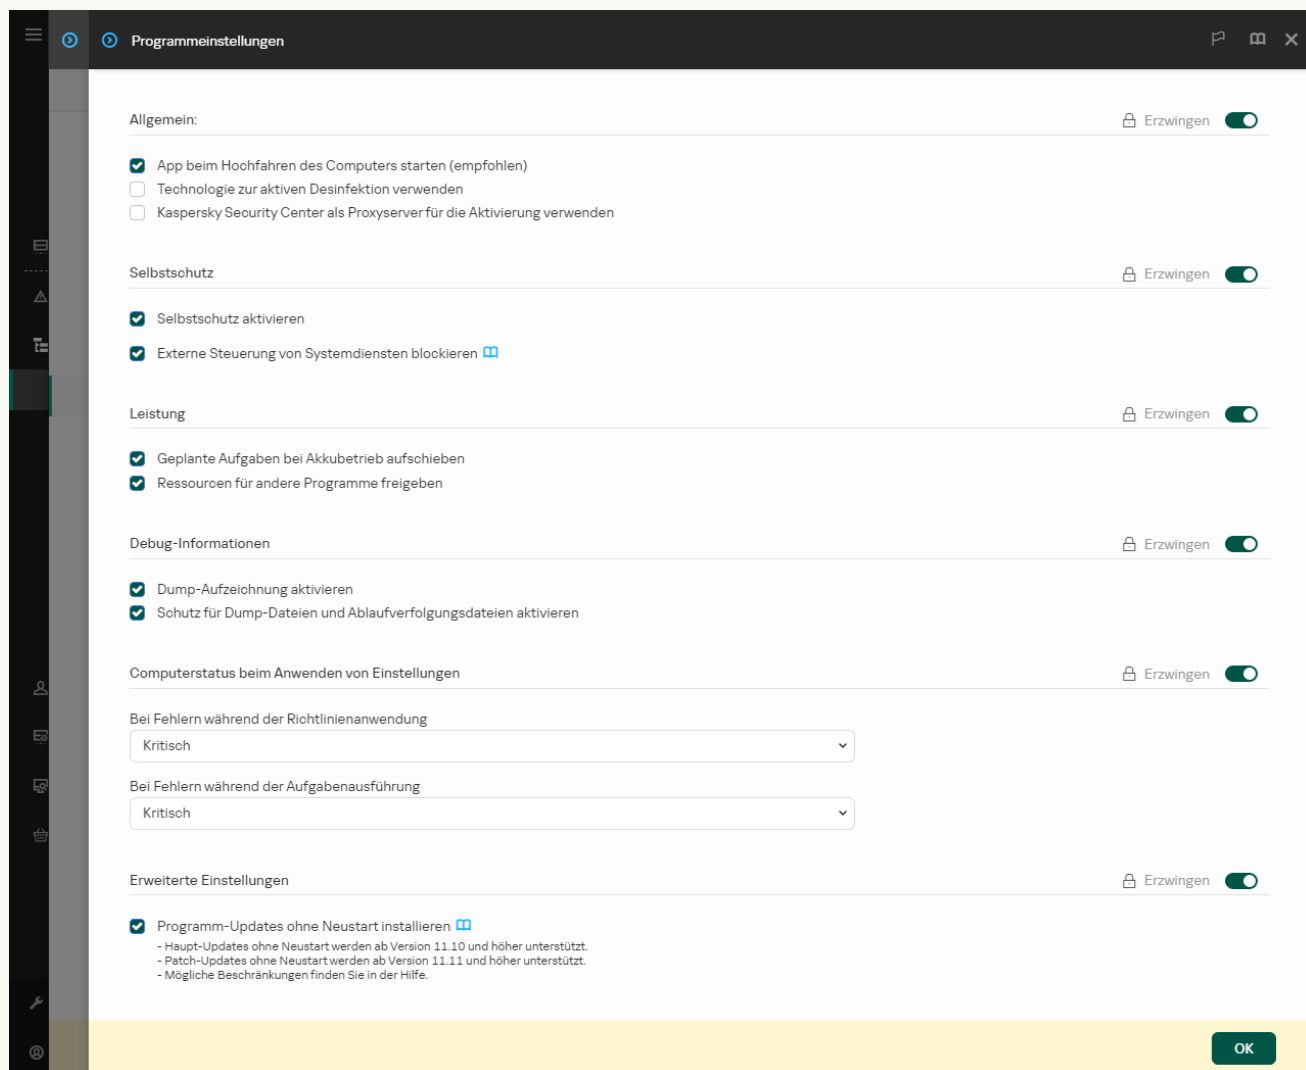 Programmeinstellungen
Allgemein:
Erzwingen
App beim Hochfahren des Computers starten (empfohlen)
Technologie zur aktiven Desinfektion verwenden
Kaspersky Security Center als Proxyserver für die Aktivierung verwenden
Selbstschutz
Erzwingen
Selbstschutz aktivieren
Externe Steuerung von Systemdiensten blockieren
Leistung
Erzwingen
Geplante Aufgaben bei Akkubetrieb aufschieben
Ressourcen für andere Programme freigeben
Debug-Informationen
Erzwingen
Dump-Aufzeichnung aktivieren
Schutz für Dump-Dateien und Ablaufverfolgungsdateien aktivieren
Computerstatus beim Anwenden von Einstellungen
Erzwingen
Bei Fehlern während der Richtlinienanwendung
Kritisch
Bei Fehlern während der Aufgabenausführung
Kritisch
Erweiterte Einstellungen
Erzwingen
Programm-Updates ohne Neustart installieren
- Haupt-Updates ohne Neustart werden ab Version 11.10 und höher unterstützt.
- Patch-Updates ohne Neustart werden ab Version 11.11 und höher unterstützt.
- Mögliche Beschränkungen finden Sie in der Hilfe.
OK